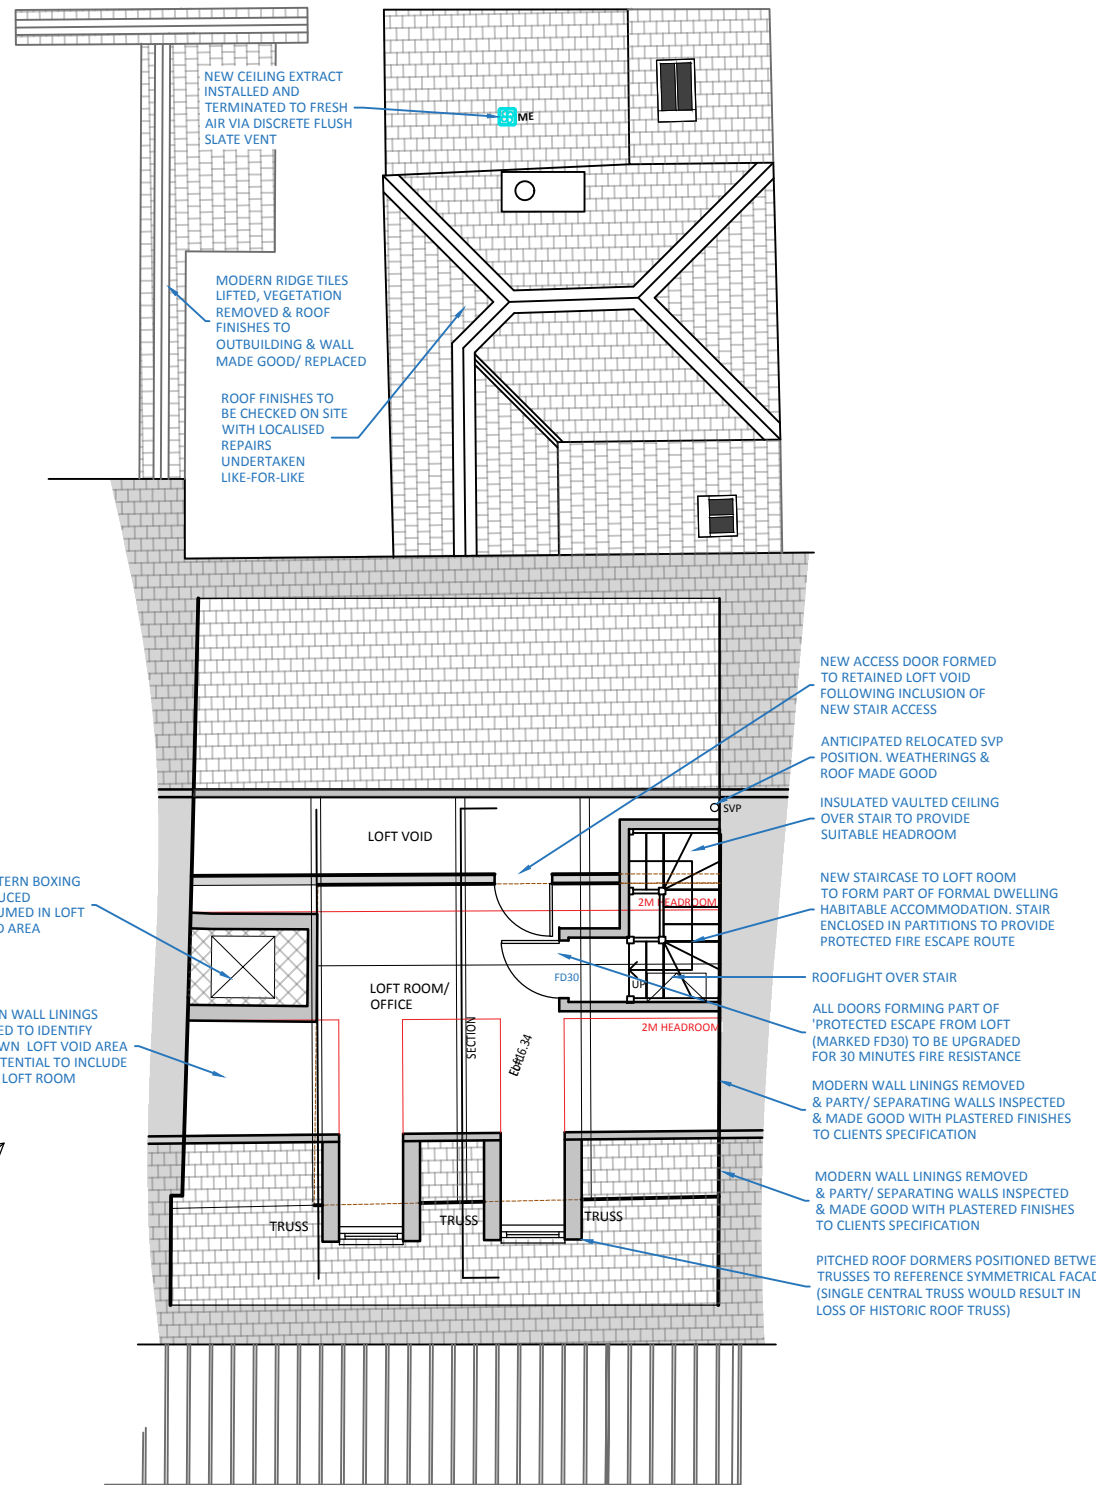 NEW CEILING EXTRACT
INSTALLED AND
TERMINATED TO FRESH
AIR VIA DISCRETE FLUSH
SLATE VENT
ME
MODERN RIDGE TILES
LIFTED, VEGETATION
REMOVED & ROOF
FINISHES TO
OUTBUILDING & WALL
MADE GOOD/ REPLACED
ROOF FINISHES TO
BE CHECKED ON SITE
WITH LOCALISED
REPAIRS
UNDERTAKEN
LIKE-FOR-LIKE
NEW ACCESS DOOR FORMED
TO RETAINED LOFT VOID
FOLLOWING INCLUSION OF
NEW STAIR ACCESS
ANTICIPATED RELOCATED SVP
POSITION. WEATHERINGS &
ROOF MADE GOOD
SVP
INSULATED VAULTED CEILING
OVER STAIR TO PROVIDE
SUITABLE HEADROOM
LOFT VOID
NEW STAIRCASE TO LOFT ROOM
TO FORM PART OF FORMAL DWELLING
HABITABLE ACCOMMODATION. STAIR
ENCLOSED IN PARTITIONS TO PROVIDE
PROTECTED FIRE ESCAPE ROUTE
TERN BOXING
UCED
UMED IN LOFT
D AREA
2M HEADROOM
ROOFLIGHT OVER STAIR
FD30
UP
LOFT ROOM/
OFFICE
ALL DOORS FORMING PART OF
'PROTECTED ESCAPE FROM LOFT
(MARKED FD30) TO BE UPGRADED
FOR 30 MINUTES FIRE RESISTANCE
N WALL LININGS
ED TO IDENTIFY
WN LOFT VOID AREA
TENTIAL TO INCLUDE
LOFT ROOM
2M HEADROOM
SECTION
MODERN WALL LININGS REMOVED
& PARTY/ SEPARATING WALLS INSPECTED
& MADE GOOD WITH PLASTERED FINISHES
TO CLIENTS SPECIFICATION
MODERN WALL LININGS REMOVED
& PARTY/ SEPARATING WALLS INSPECTED
& MADE GOOD WITH PLASTERED FINISHES
TO CLIENTS SPECIFICATION
TRUSS
TRUSS
TRUSS
PITCHED ROOF DORMERS POSITIONED BETWE
TRUSSES TO REFERENCE SYMMETRICAL FACAD
(SINGLE CENTRAL TRUSS WOULD RESULT IN
LOSS OF HISTORIC ROOF TRUSS)